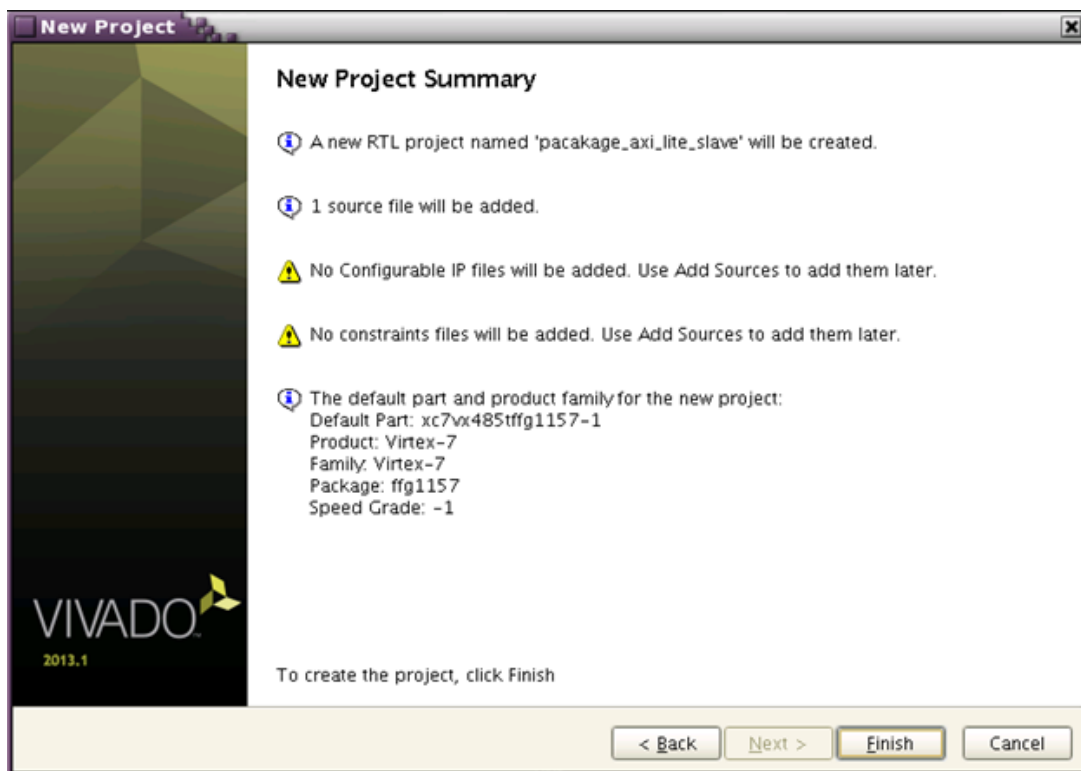 New Project
New Project Summary
A new RTL project named 'pacakage_axi_lite_slave' will be created.
1 source file will be added.
No Configurable IP files will be added. Use Add Sources to add them later.
No constraints files will be added. Use Add Sources to add them later.
The default part and product family for the new project:
Default Part: xc7vx485tffg1157-1
Product: Virtex-7
Family: Virtex-7
Package: ffg1157
Speed Grade: -1
VIVADO
2013.1
To create the project, click Finish
< Back
Next >
Finish
Cancel